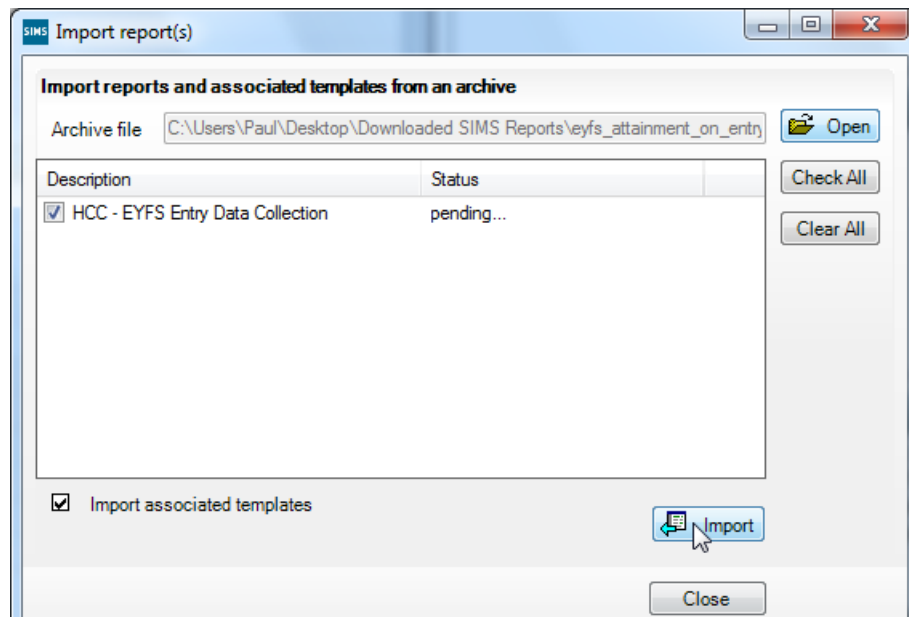 SIMS Import report(s)
Import reports and associated templates from an archive
Archive file C:\Users\Paul\Desktop\Downloaded SIMS Reports\eyfs_attainment_on_entry Open
Description Status Check All
HCC - EYFS Entry Data Collection pending...
Clear All
Import associated templates
Import
Close